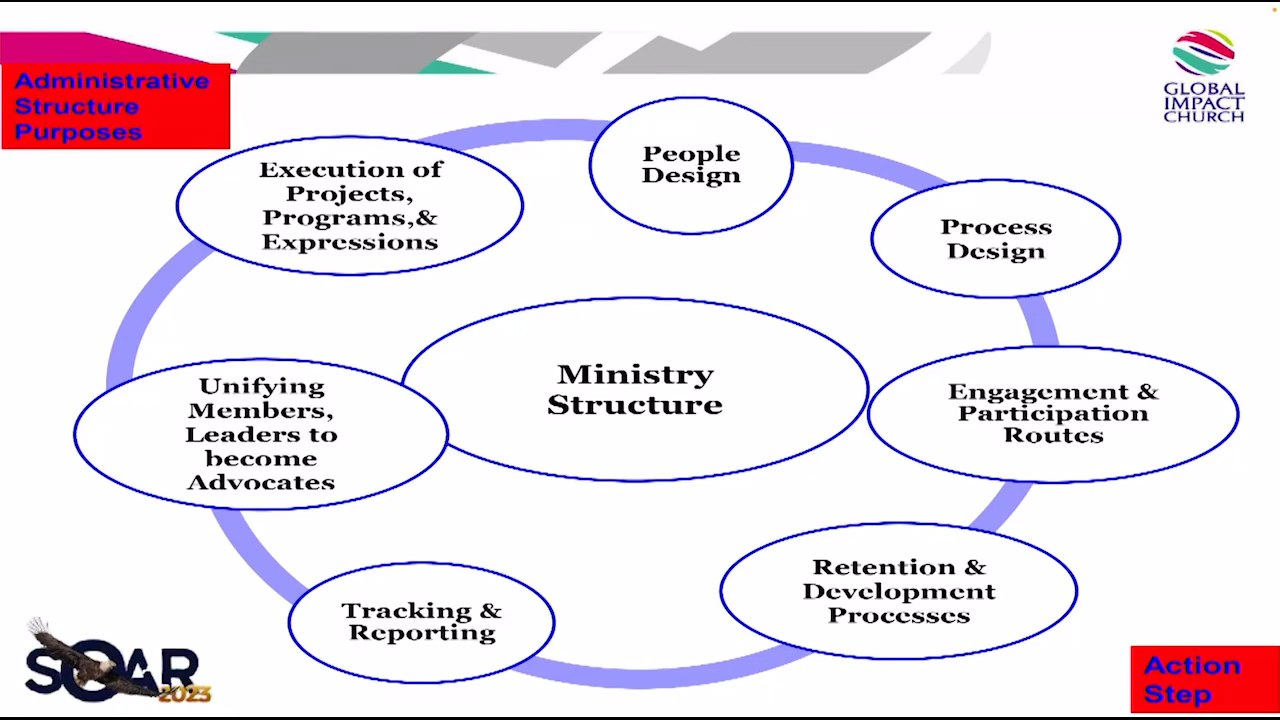 Administrative
Structure
Purposes
GLOBAL
IMPACT
CHURCH
People
Design
Process
Design
Engagement &
Participation
Routes
Retention &
Development
Processes
Tracking &
Reporting
Unifying
Members,
Leaders to
become
Advocates
Execution of
Projects,
Programs,&
Expressions
Ministry
Structure
SOAR
2023
Action
Step